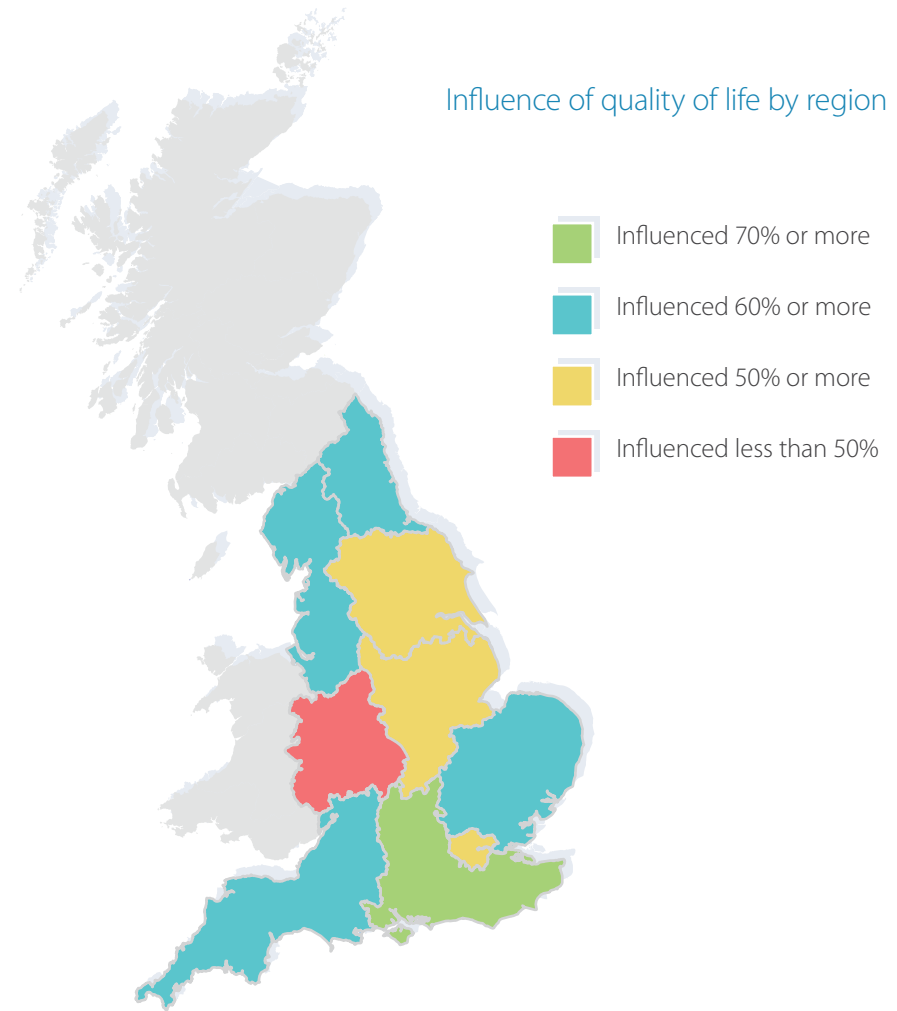 Influence of quality of life by region
Influenced 70% or more
Influenced 60% or more
Influenced 50% or more
Influenced less than 50%